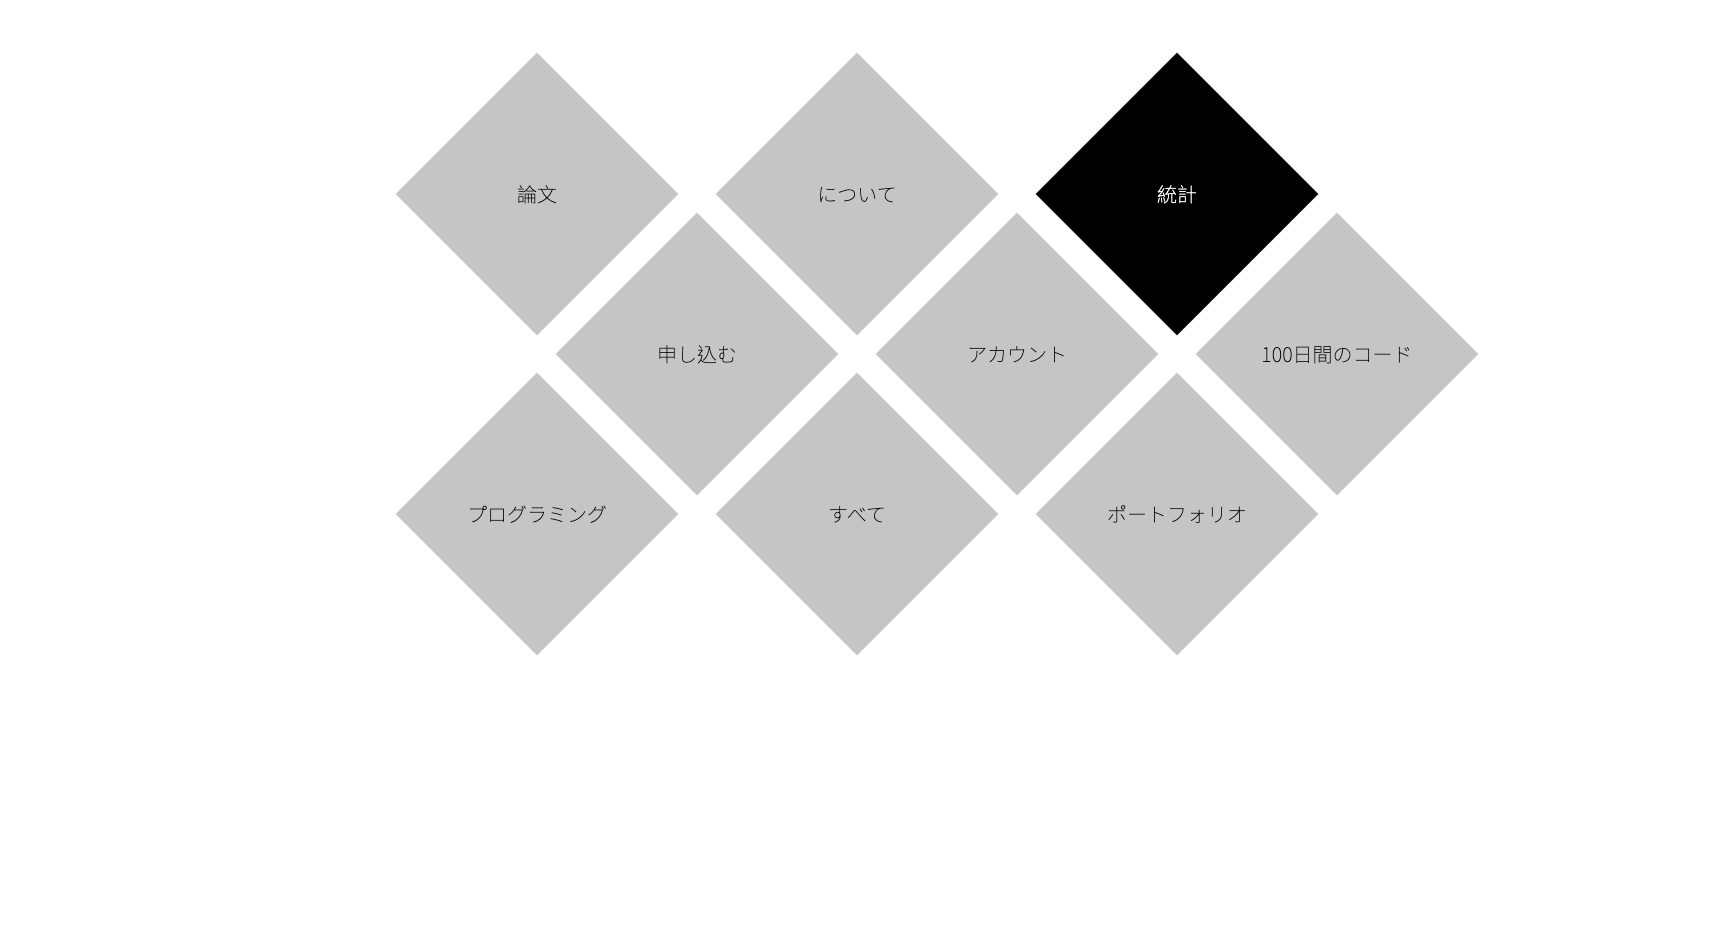 論文
について
統計
申し込む
アカウント
100日間のコード
プログラミング
すべて
ポートフォリオ